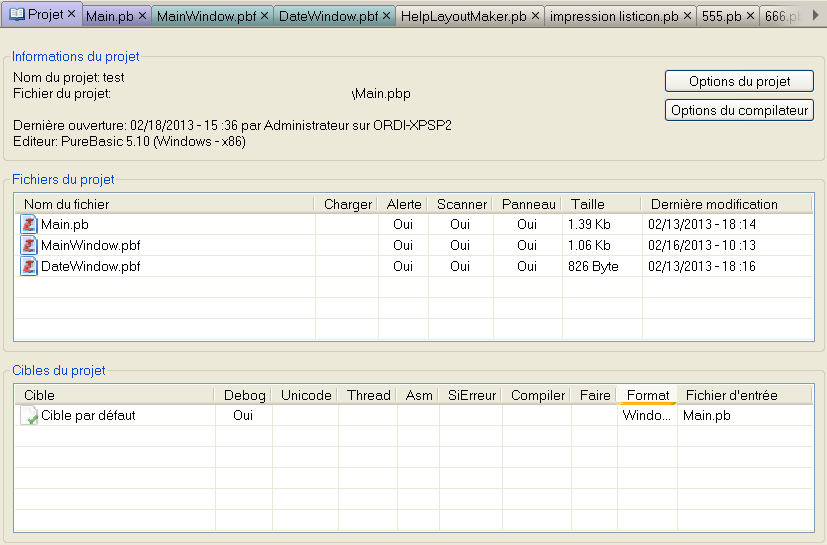 Projet Main.pb MainWindow.pbf DateWindow.pbf HelpLayoutMaker.pb impression listicon.pb 555.pb 666.pb
Informations du projet
Nom du projet: test
Options du projet
Fichier du projet: \Main.pbp
Options du compilateur
Dernière ouverture: 02/18/2013 - 15 :36 par Administrateur sur ORDI-XPSP2
Editeur: PureBasic 5.10 (Windows - x86)
Fichiers du projet
Nom du fichier Charger Alerte Scanner Panneau Taille Dernière modification
Main.pb Oui Oui Oui 1.39 Kb 02/13/2013 - 18 :14
MainWindow.pbf Oui Oui Oui 1.06 Kb 02/16/2013 - 10 :13
DateWindow.pbf Oui Oui Oui 826 Byte 02/13/2013 - 18 :16
Cibles du projet
Cible Debog Unicode Thread Asm SiErreur Compiler Faire Format Fichier d'entrée
Cible par défaut Oui Windo... Main.pb